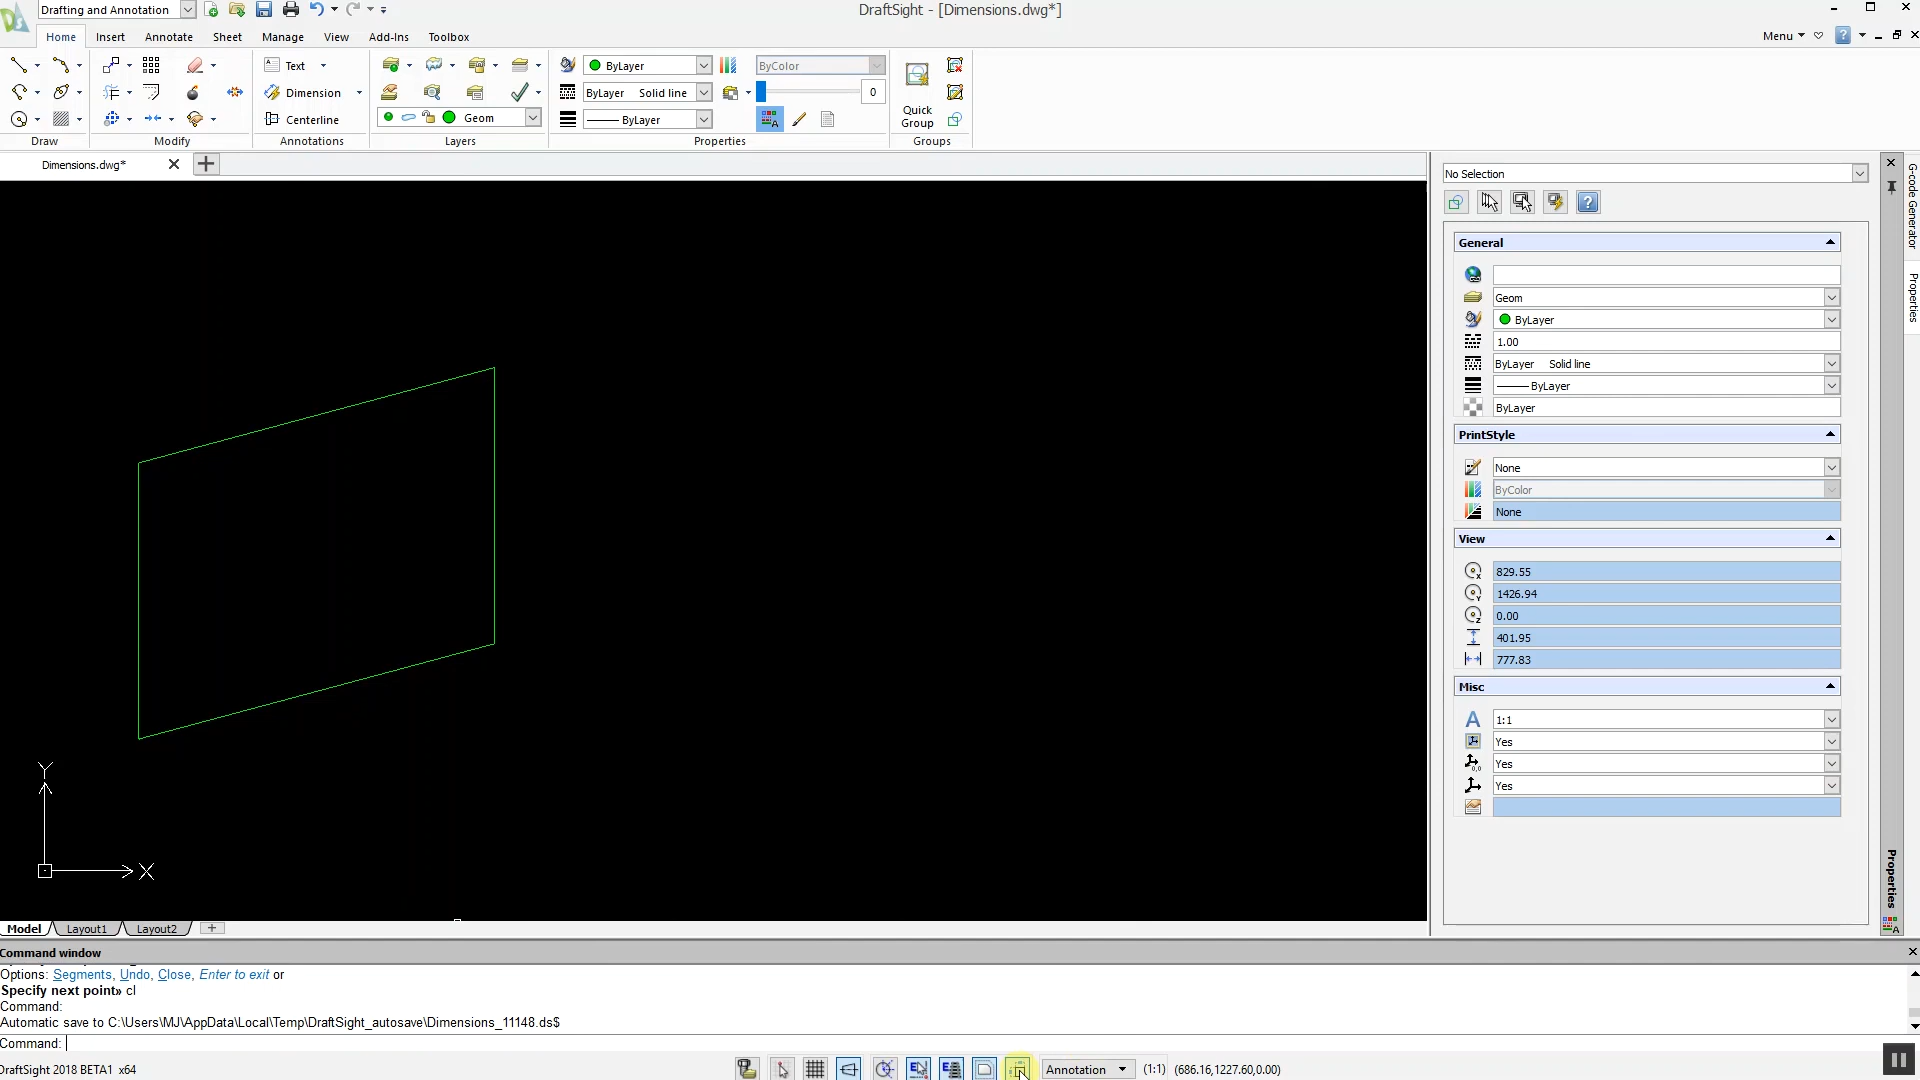 Drafting and Annotation
DraftSight - [Dimensions.dwg*]
Home Insert Annotate Sheet Manage View Add-Ins Toolbox
Menu
Text
Dimension
Centerline
ByLayer
ByLayer Solid line
ByLayer
Geom
ByColor
0
Quick
Group
Draw Modify Annotations Layers Properties Groups
Dimensions.dwg*
No Selection
General
Geom
ByLayer
1.00
ByLayer Solid line
ByLayer
ByLayer
PrintStyle
None
ByColor
None
View
829.55
1426.94
0.00
401.95
777.83
Misc
1:1
Yes
Yes
Yes
G-code Generator
Properties
Properties
Y
X
Model Layout1 Layout2
Command window
Options: Segments, Undo, Close, Enter to exit or
Specify next point» cl
Command:
Automatic save to C:\Users\MJ\AppData\Local\Temp\DraftSight_autosave\Dimensions_11148.ds$
Command:
DraftSight 2018 BETA1 x64
Annotation (1:1) (686.16,1227.60,0.00)